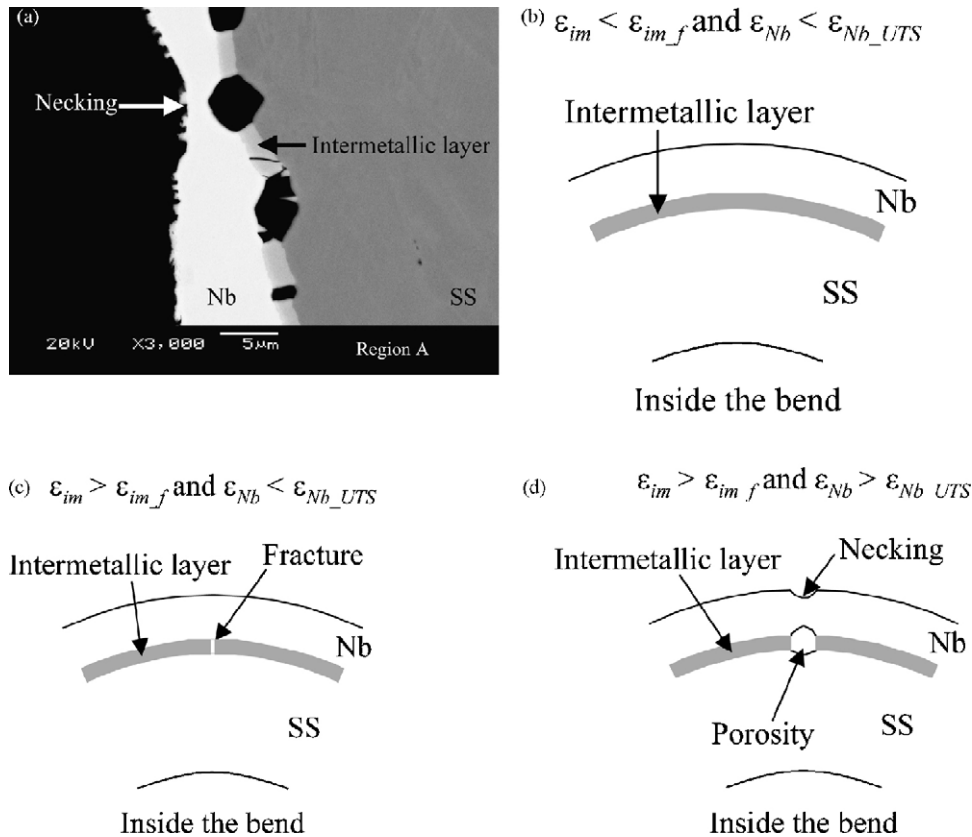 (a)
Necking
Intermetallic layer
Nb
SS
20kV X3,000 5μm Region A
(b) ε_im < ε_im_f and ε_Nb < ε_Nb_UTS
Intermetallic layer
Nb
SS
Inside the bend
(c) ε_im > ε_im_f and ε_Nb < ε_Nb_UTS
Fracture
Intermetallic layer
Nb
SS
Inside the bend
(d) ε_im > ε_im_f and ε_Nb > ε_Nb_UTS
Necking
Intermetallic layer
Nb
SS
Porosity
Inside the bend